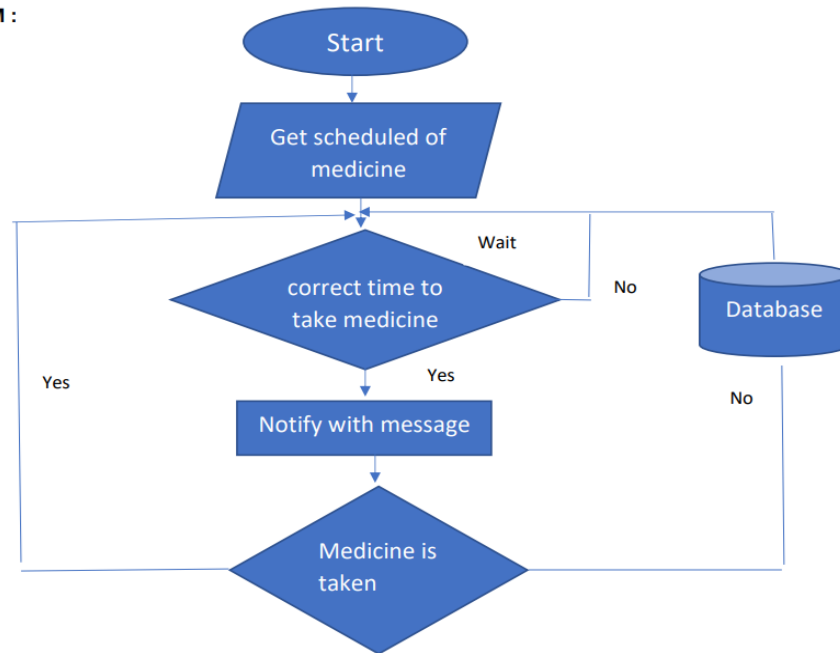 M :
Start
Get scheduled of
medicine
Wait
No
correct time to
take medicine
Database
Yes
Yes
No
Notify with message
Medicine is
taken